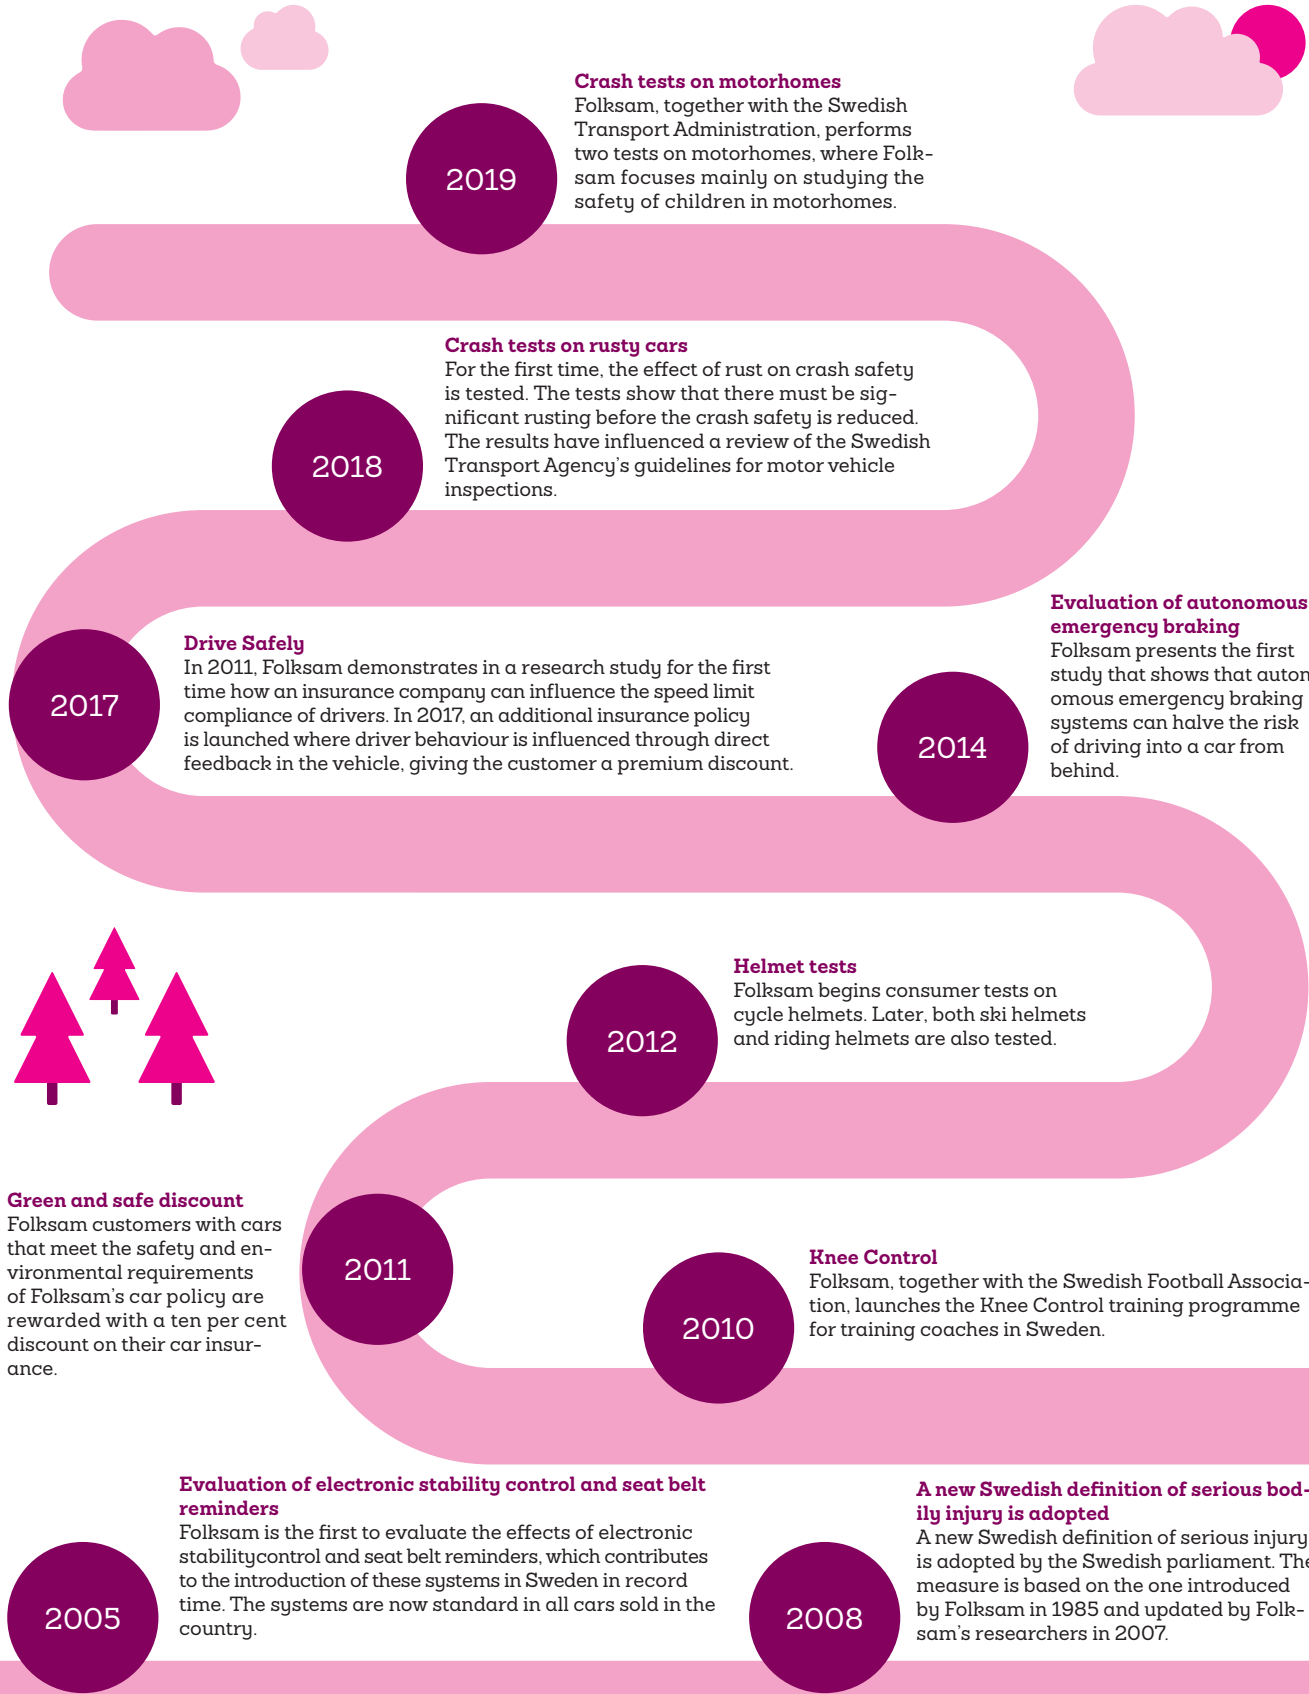 Crash tests on motorhomes
Folksam, together with the Swedish
Transport Administration, performs
two tests on motorhomes, where Folk-
sam focuses mainly on studying the
safety of children in motorhomes.
2019
Crash tests on rusty cars
For the first time, the effect of rust on crash safety
is tested. The tests show that there must be sig-
nificant rusting before the crash safety is reduced.
The results have influenced a review of the Swedish
Transport Agency's guidelines for motor vehicle
inspections.
2018
Drive Safely
In 2011, Folksam demonstrates in a research study for the first
time how an insurance company can influence the speed limit
compliance of drivers. In 2017, an additional insurance policy
is launched where driver behaviour is influenced through direct
feedback in the vehicle, giving the customer a premium discount.
2017
Evaluation of autonomous
emergency braking
Folksam presents the first
study that shows that auton
omous emergency braking
systems can halve the risk
of driving into a car from
behind.
2014
Helmet tests
Folksam begins consumer tests on
cycle helmets. Later, both ski helmets
and riding helmets are also tested.
2012
Green and safe discount
Folksam customers with cars
that meet the safety and en-
vironmental requirements
of Folksam's car policy are
rewarded with a ten per cent
discount on their car insur-
ance.
2011
Knee Control
Folksam, together with the Swedish Football Associa-
tion, launches the Knee Control training programme
for training coaches in Sweden.
2010
Evaluation of electronic stability control and seat belt
reminders
Folksam is the first to evaluate the effects of electronic
stabilitycontrol and seat belt reminders, which contributes
to the introduction of these systems in Sweden in record
time. The systems are now standard in all cars sold in the
country.
2005
A new Swedish definition of serious bod-
ily injury is adopted
A new Swedish definition of serious injury
is adopted by the Swedish parliament. The
measure is based on the one introduced
by Folksam in 1985 and updated by Folk-
sam's researchers in 2007.
2008